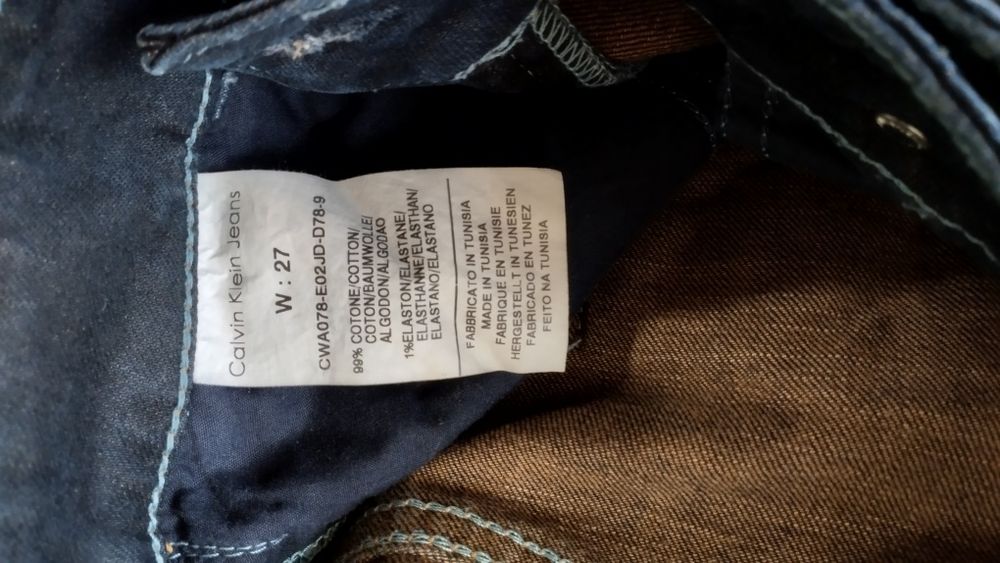 Calvin Klein Jeans
W : 27
CWA078-E02JD-D78-9
99% COTONE/COTTON/
COTON/BAUMWOLLE/
ALGODON/ALGODAO
1%ELASTON/ELASTANE/
ELASTHANNE/ELASTHAN/
ELASTANO/ELASTANO
FABBRICATO IN TUNISIA
MADE IN TUNISIA
FABRIQUE EN TUNISIE
HERGESTELLT IN TUNESIEN
FABRICADO EN TUNEZ
FEITO NA TUNISIA